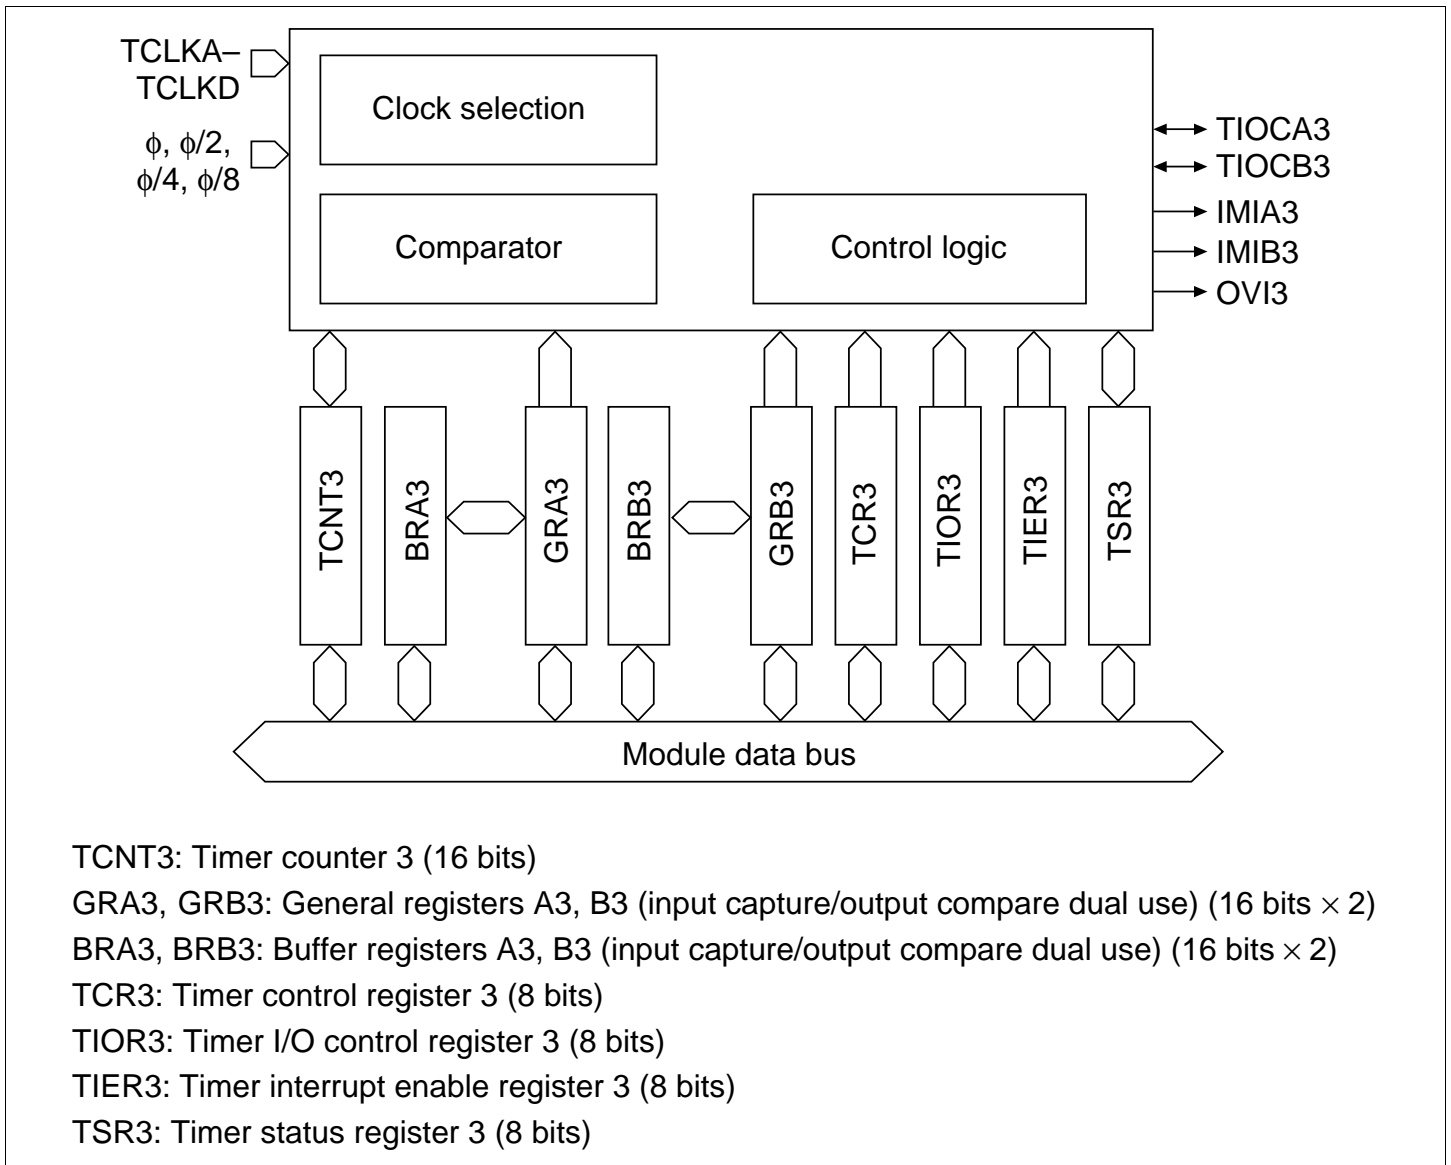 TCLKA–
TCLKD
ϕ, ϕ/2,
ϕ/4, ϕ/8
Clock selection
Comparator
Control logic
TIOCA3
TIOCB3
IMIA3
IMIB3
OVI3
TCNT3
BRA3
GRA3
BRB3
GRB3
TCR3
TIOR3
TIER3
TSR3
Module data bus
TCNT3: Timer counter 3 (16 bits)
GRA3, GRB3: General registers A3, B3 (input capture/output compare dual use) (16 bits × 2)
BRA3, BRB3: Buffer registers A3, B3 (input capture/output compare dual use) (16 bits × 2)
TCR3: Timer control register 3 (8 bits)
TIOR3: Timer I/O control register 3 (8 bits)
TIER3: Timer interrupt enable register 3 (8 bits)
TSR3: Timer status register 3 (8 bits)